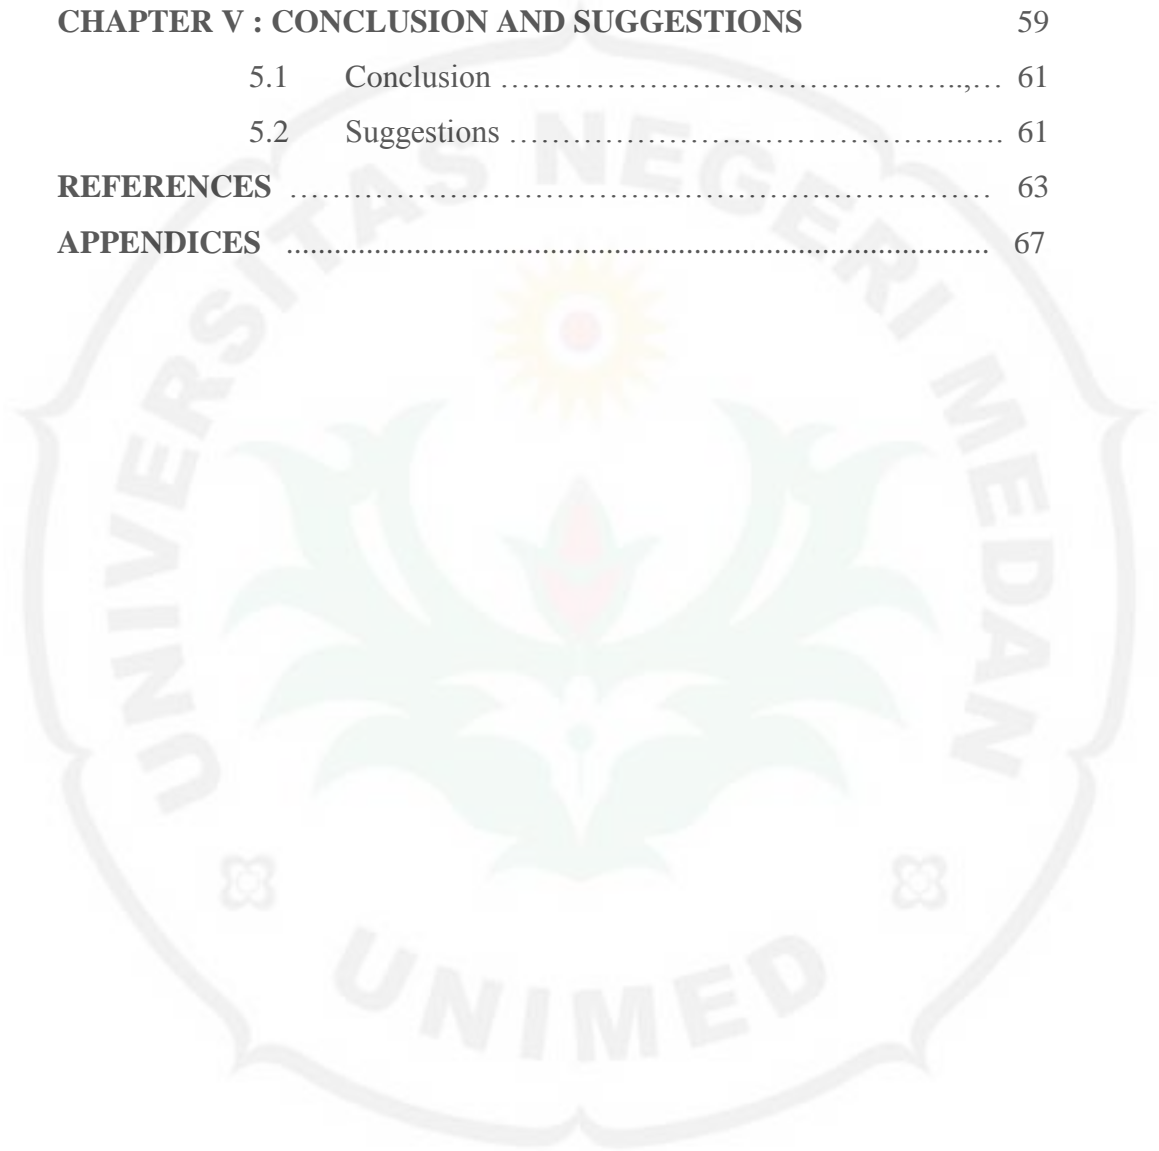 CHAPTER V : CONCLUSION AND SUGGESTIONS 59
5.1 Conclusion ……………………………………..,… 61
5.2 Suggestions ……………………………………….…. 61
REFERENCES ………………………………………………………… 63
APPENDICES ......................................................................................... 67
UNIVERSITAS NEGERI MEDAN
UNIMED